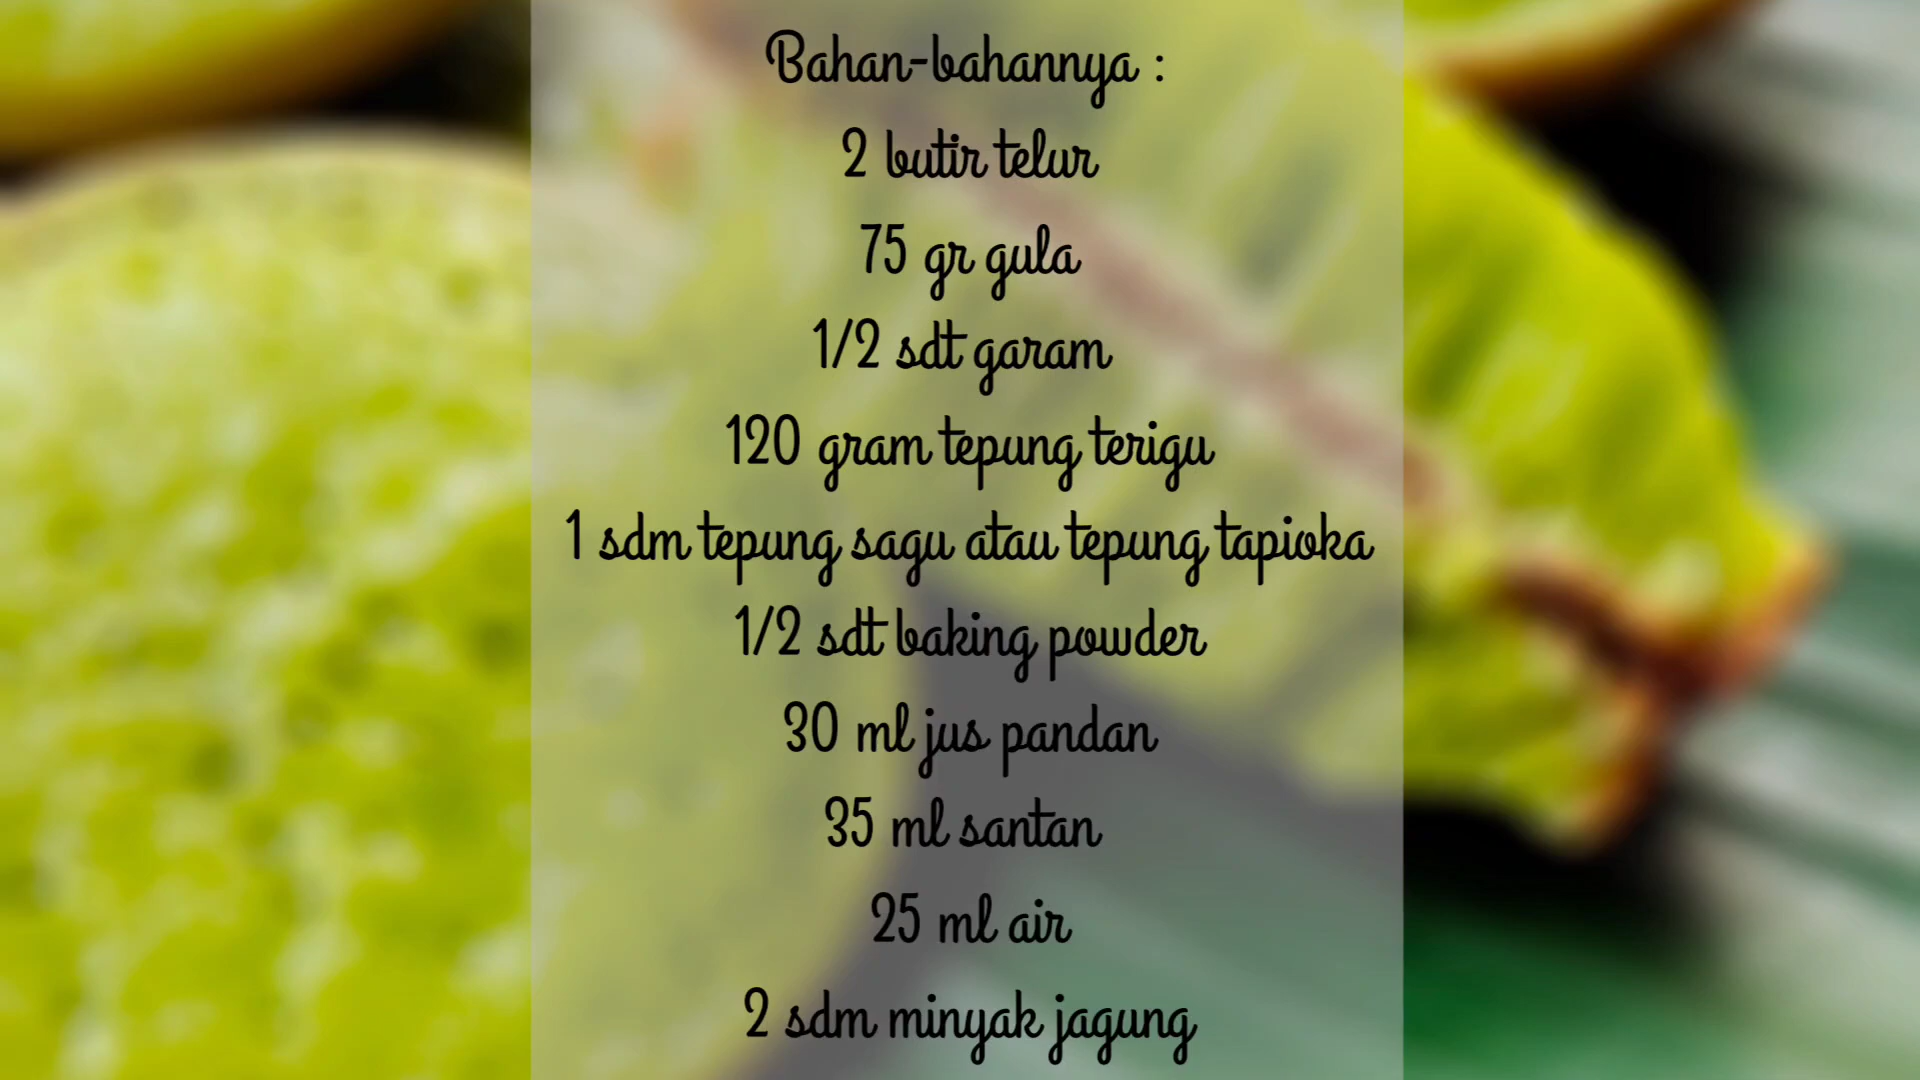 Bahan-bahannya :
2 butir telur
75 gr gula
1/2 sdt garam
120 gram tepung terigu
1 sdm tepung sagu atau tepung tapioka
1/2 sdt baking powder
30 ml jus pandan
35 ml santan
25 ml air
2 sdm minyak jagung